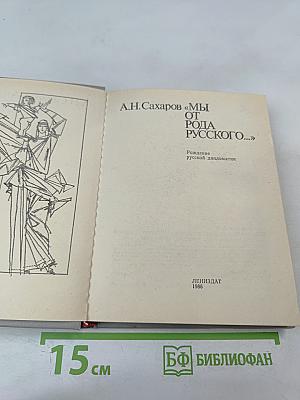 А.Н. Сахаров «МЫ
ОТ
РОДА
РУССКОГО...»
Рождение
русской дипломатии
ЛЕНИЗДАТ
1986
15 см
БФ БИБЛИОФАН